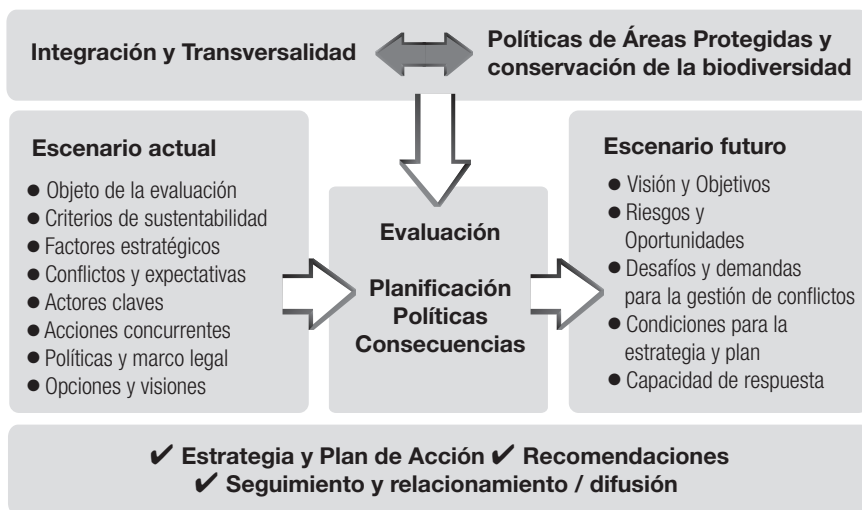 Integración y Transversalidad
Políticas de Áreas Protegidas y
conservación de la biodiversidad
Escenario actual
● Objeto de la evaluación
● Criterios de sustentabilidad
● Factores estratégicos
● Conflictos y expectativas
● Actores claves
● Acciones concurrentes
● Políticas y marco legal
● Opciones y visiones
Evaluación
Planificación
Políticas
Consecuencias
Escenario futuro
● Visión y Objetivos
● Riesgos y
Oportunidades
● Desafíos y demandas
para la gestión de conflictos
● Condiciones para la
estrategia y plan
● Capacidad de respuesta
✔ Estrategia y Plan de Acción ✔ Recomendaciones
✔ Seguimiento y relacionamiento / difusión